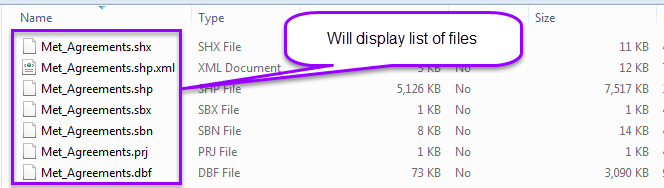 Name Type Size
Will display list of files
Met_Agreements.shx SHX File 11 KB
Met_Agreements.shp.xml XML Document 3 KB No 12 KB
Met_Agreements.shp SHP File 5,126 KB No 7,517 KB
Met_Agreements.sbx SBX File 1 KB No 1 KB
Met_Agreements.sbn SBN File 8 KB No 14 KB
Met_Agreements.prj PRJ File 1 KB No 1 KB
Met_Agreements.dbf DBF File 73 KB No 3,090 KB